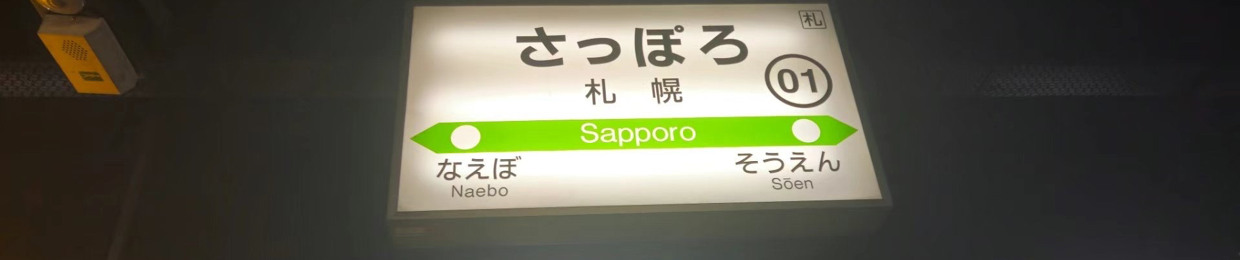 札
さっぽろ
札幌
01
Sapporo
なえぼ
Naebo
そうえん
Sōen